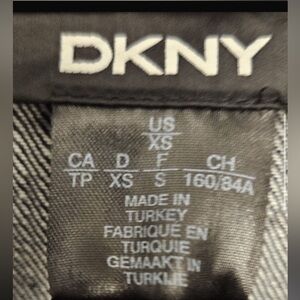 DKNY
US
XS
CA D F CH
TP XS S 160/84A
MADE IN
TURKEY
FABRIQUE EN
TURQUIE
GEMAAKT IN
TURKIJE